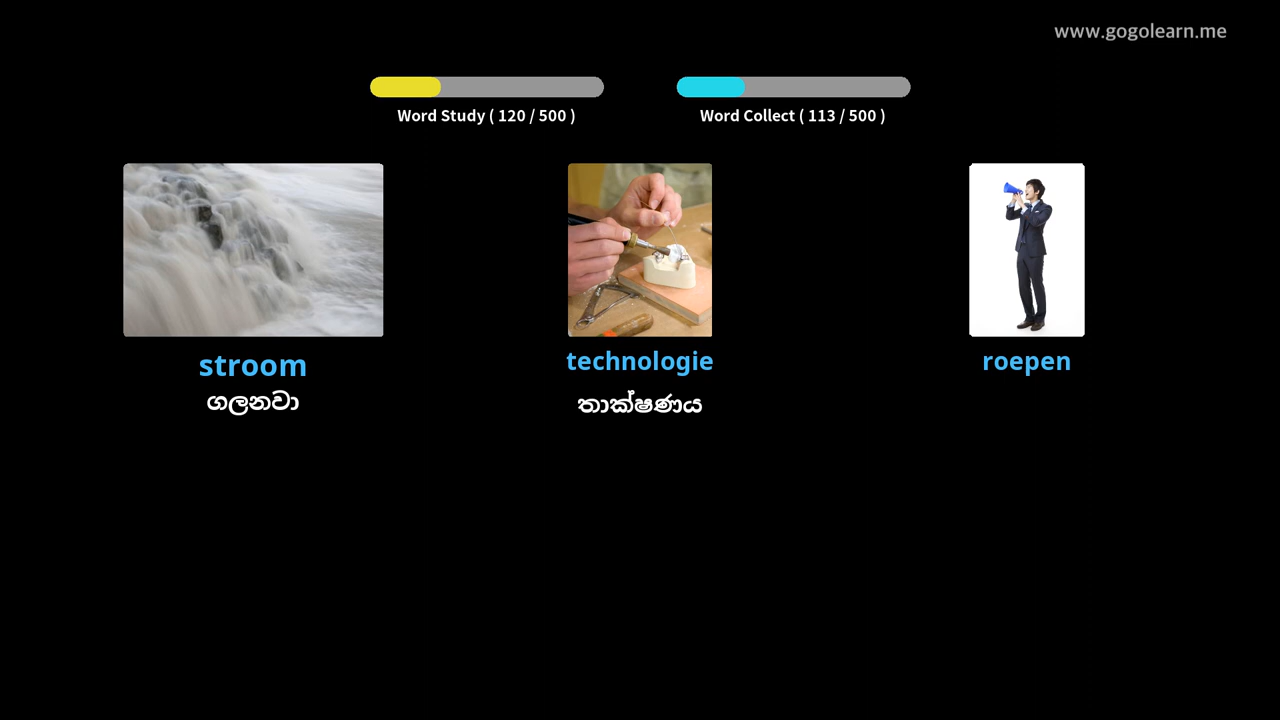 www.gogolearn.me
Word Study ( 120 / 500 )
Word Collect ( 113 / 500 )
stroom
ගලනවා
technologie
තාක්ෂණය
roepen